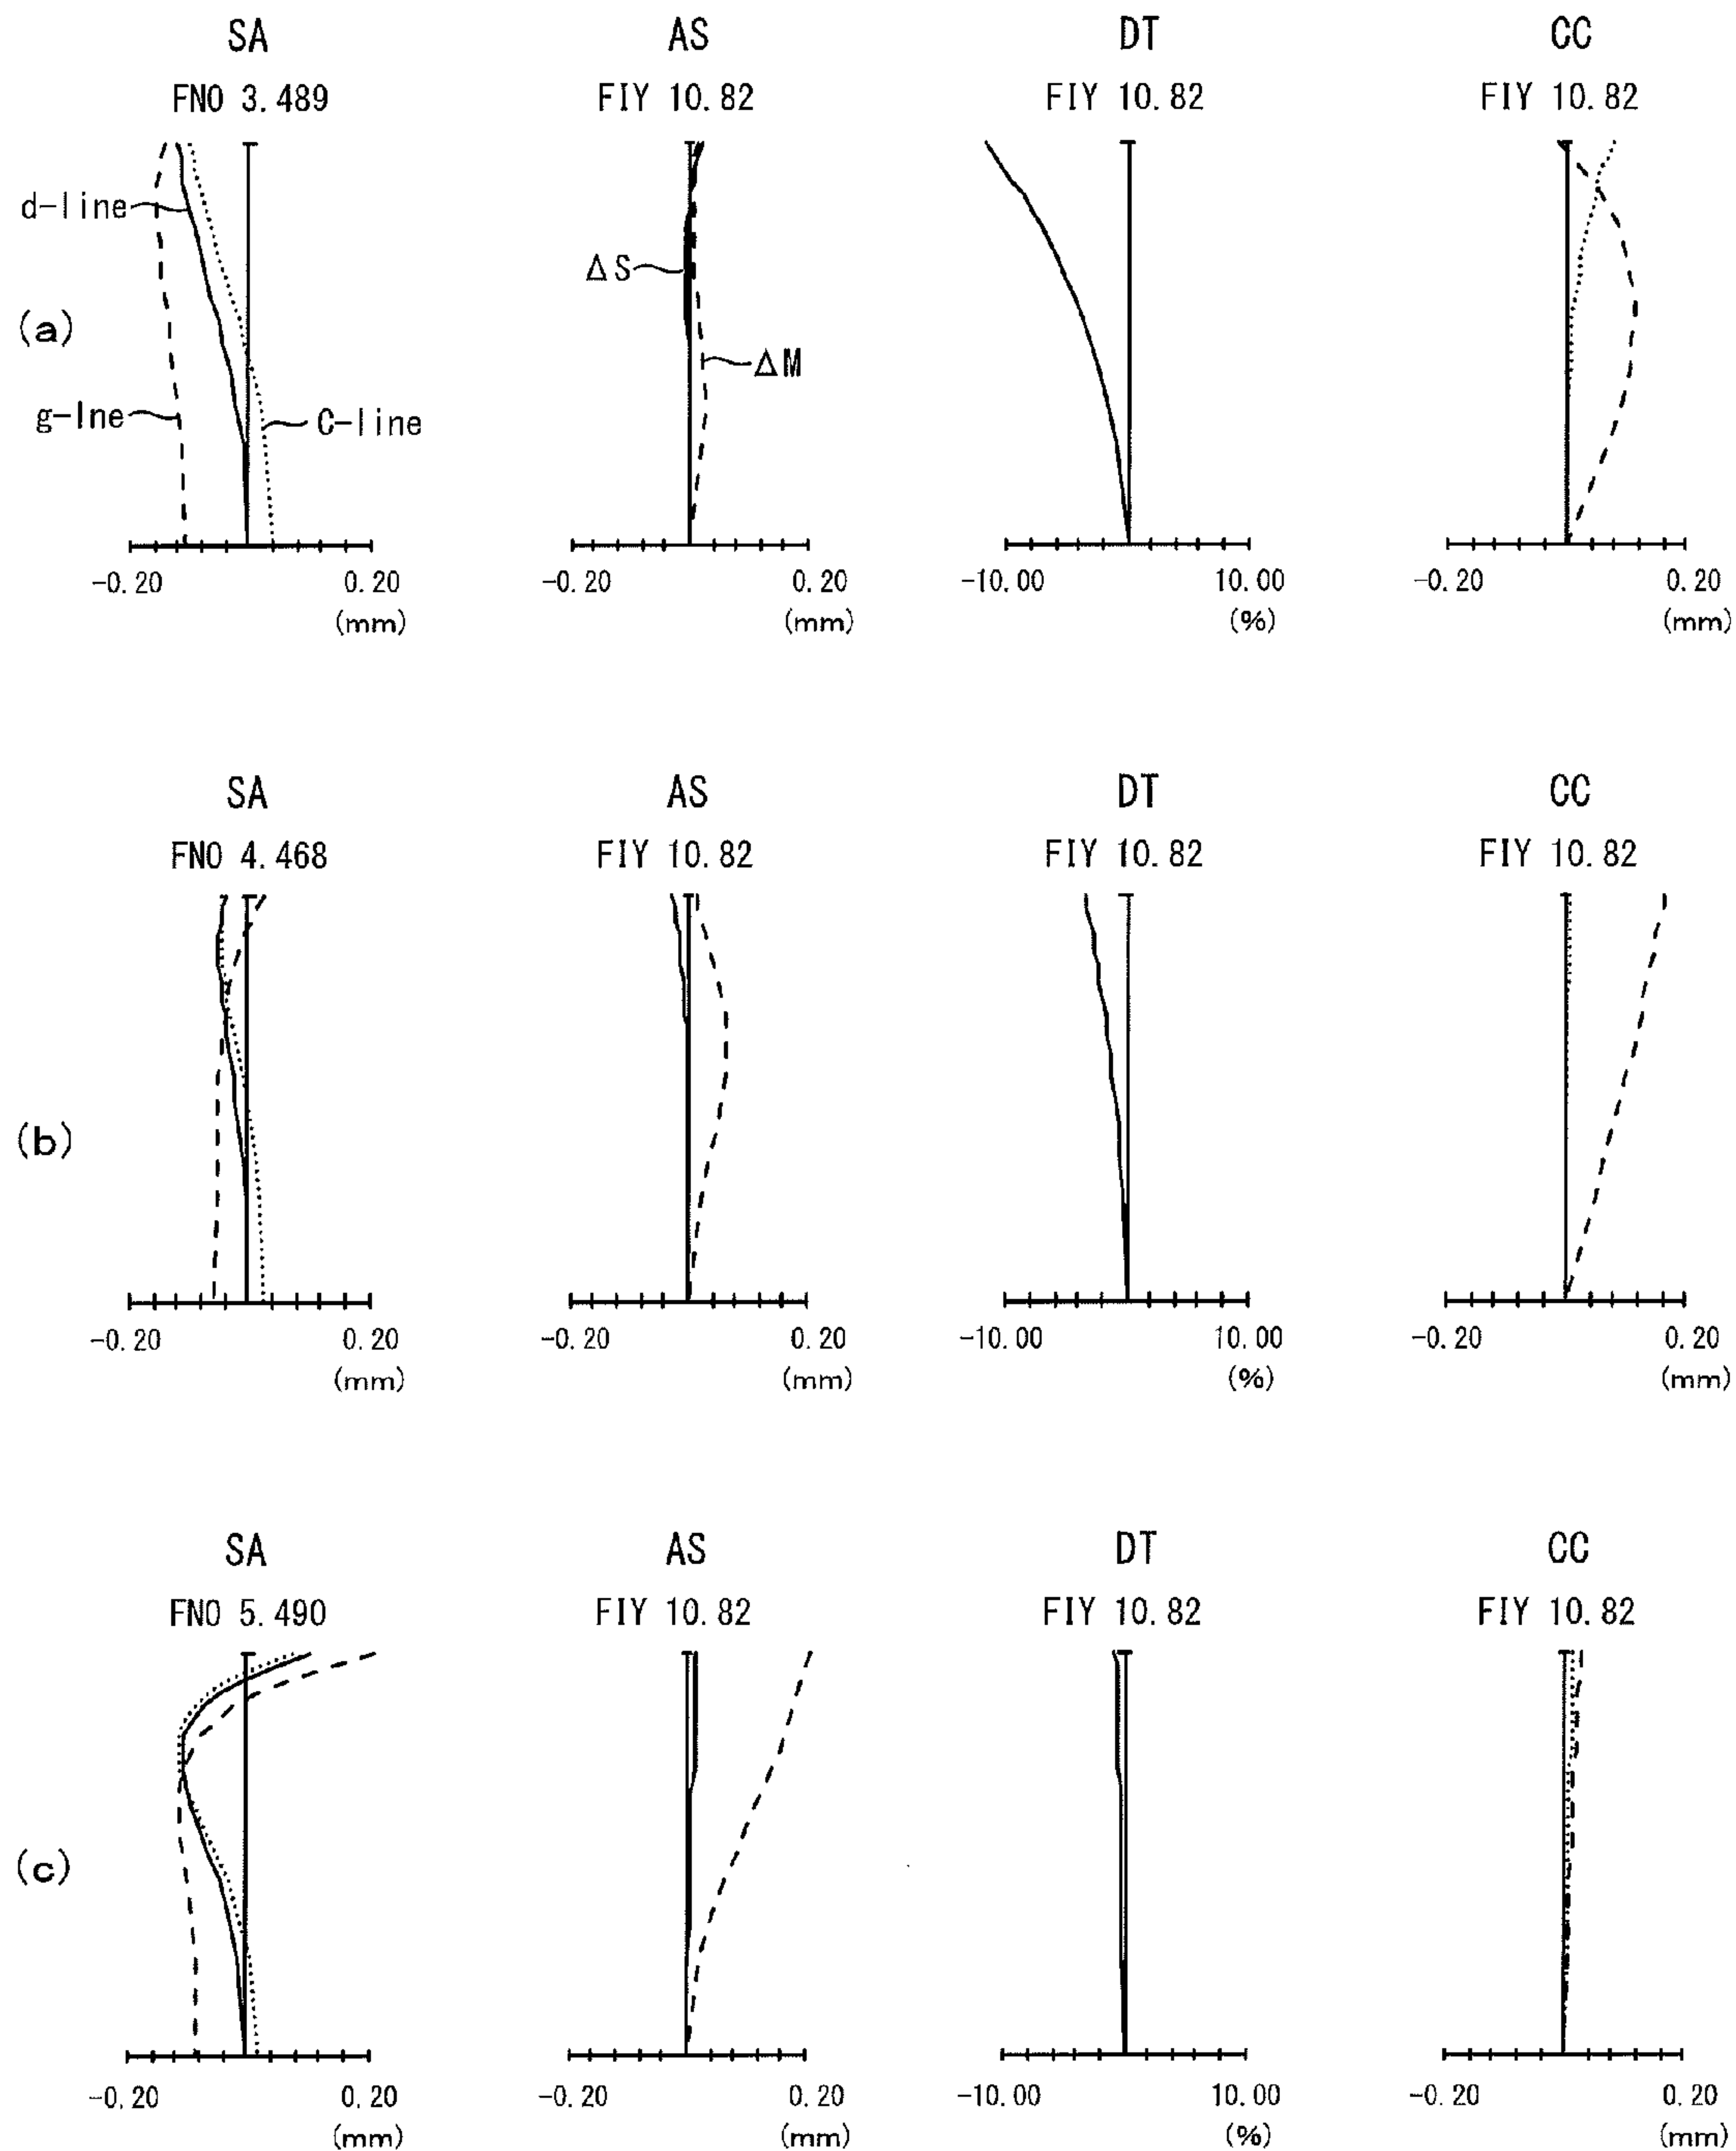 SA AS DT CC
FNO 3.489 FIY 10.82 FIY 10.82 FIY 10.82
d-line
ΔS
(a)
ΔM
g-lne C-line
-0.20 0.20 -0.20 0.20 -10.00 10.00 -0.20 0.20
(mm) (mm) (%) (mm)
SA AS DT CC
FNO 4.468 FIY 10.82 FIY 10.82 FIY 10.82
(b)
-0.20 0.20 -0.20 0.20 -10.00 10.00 -0.20 0.20
(mm) (mm) (%) (mm)
SA AS DT CC
FNO 5.490 FIY 10.82 FIY 10.82 FIY 10.82
(c)
-0.20 0.20 -0.20 0.20 -10.00 10.00 -0.20 0.20
(mm) (mm) (%) (mm)